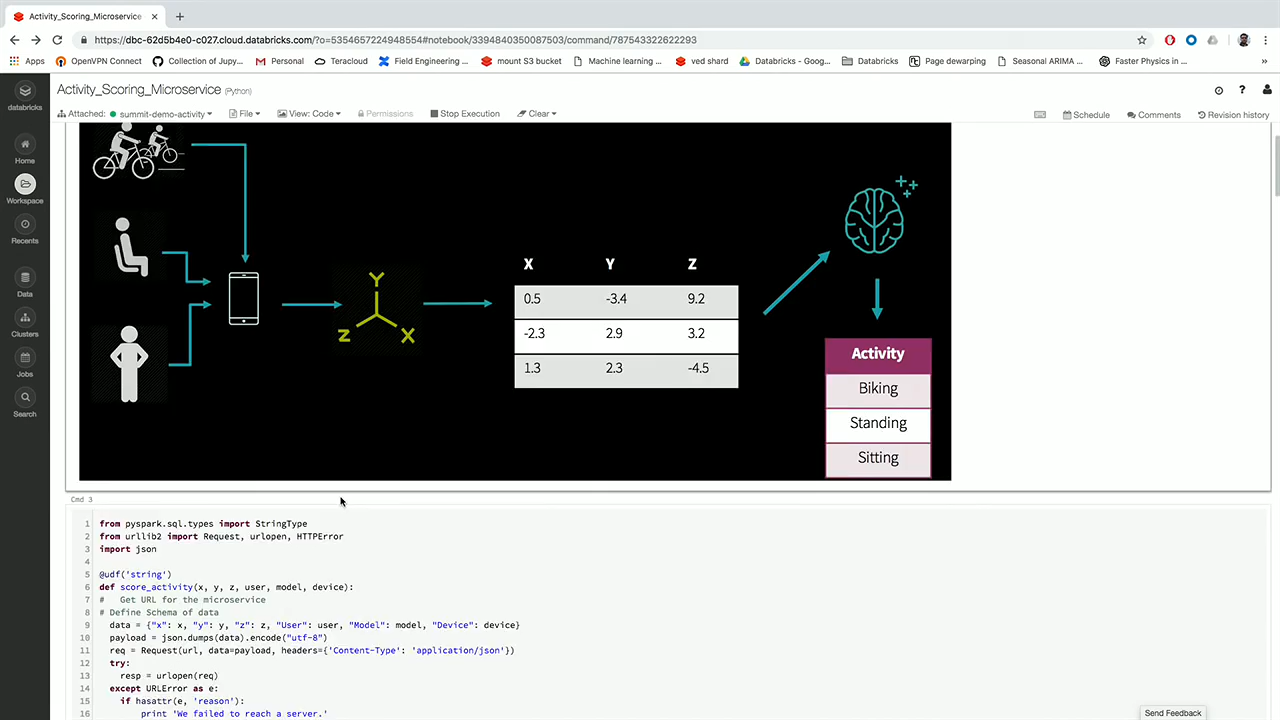 Activity_Scoring_Microservice
https://dbc-62d5b4e0-c027.cloud.databricks.com/?o=5354657224948554#notebook/3394840350087503/command/787543322622293
Apps OpenVPN Connect Collection of Jupy... Personal Teracloud Field Engineering ... mount S3 bucket Machine learning ... ved shard Databricks - Goog... Databricks Page dewarping Seasonal ARIMA ... Faster Physics in ... »
databricks
Home
Workspace
Recents
Data
Clusters
Jobs
Search
Activity_Scoring_Microservice (Python)
Attached: summit-demo-activity File View: Code Permissions Stop Execution Clear Schedule Comments Revision history
Y
Z X
X Y Z
0.5 -3.4 9.2
-2.3 2.9 3.2
1.3 2.3 -4.5
Activity
Biking
Standing
Sitting
Cmd 3
1 from pyspark.sql.types import StringType
2 from urllib2 import Request, urlopen, HTTPError
3 import json
4
5 @udf('string')
6 def score_activity(x, y, z, user, model, device):
7 #   Get URL for the microservice
8 # Define Schema of data
9 data = {"x": x, "y": y, "z": z, "User": user, "Model": model, "Device": device}
10 payload = json.dumps(data).encode("utf-8")
11 req = Request(url, data=payload, headers={'Content-Type': 'application/json'})
12 try:
13 resp = urlopen(req)
14 except URLError as e:
15 if hasattr(e, 'reason'):
16 print 'We failed to reach a server.'
Send Feedback